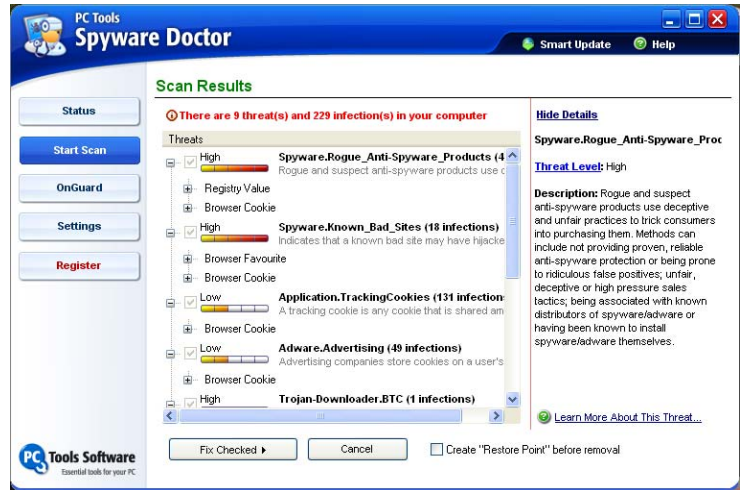 PC Tools
Spyware Doctor
Smart Update
Help
Status
Start Scan
OnGuard
Settings
Register
Scan Results
There are 9 threat(s) and 229 infection(s) in your computer
Threats
High Spyware.Rogue_Anti-Spyware_Products (4
Rogue and suspect anti-spyware products use
Registry Value
Browser Cookie
High Spyware.Known_Bad_Sites (18 infections)
Indicates that a known bad site may have hijacke
Browser Favourite
Browser Cookie
Low Application.TrackingCookies (131 infection
A tracking cookie is any cookie that is shared am
Browser Cookie
Low Adware.Advertising (49 infections)
Advertising companies store cookies on a user's
Browser Cookie
High Trojan-Downloader.BTC (1 infections)
Hide Details
Spyware.Rogue_Anti-Spyware_Proc
Threat Level: High
Description: Rogue and suspect
anti-spyware products use deceptive
and unfair practices to trick consumers
into purchasing them. Methods can
include not providing proven, reliable
anti-spyware protection or being prone
to ridiculous false positives; unfair,
deceptive or high pressure sales
tactics; being associated with known
distributors of spyware/adware or
having been known to install
spyware/adware themselves.
Learn More About This Threat...
Fix Checked
Cancel
Create "Restore Point" before removal
PC Tools Software
Essential tools for your PC